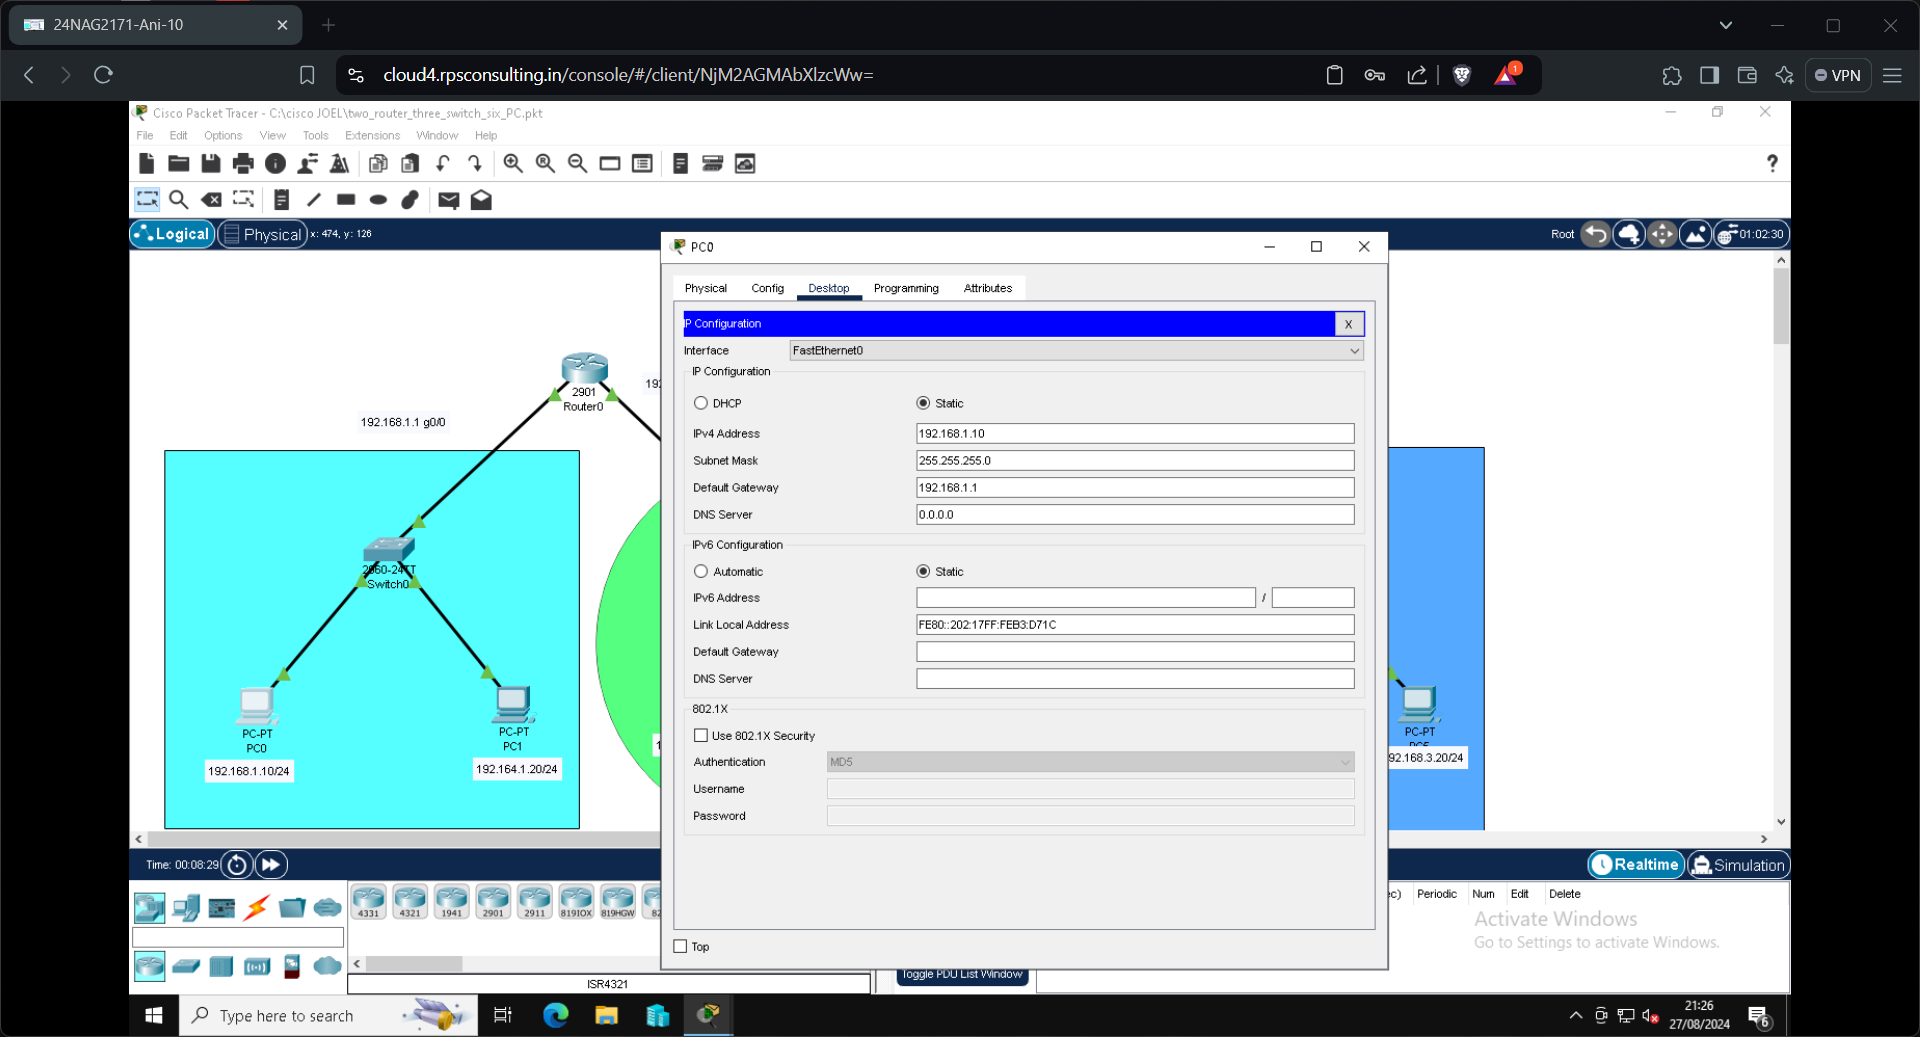 24NAG2171-Ani-10
cloud4.rpsconsulting.in/console/#/client/NjM2AGMAbXlzcWw=
1
VPN
Cisco Packet Tracer - C:\cisco JOEL\two_router_three_switch_six_PC.pkt
File Edit Options View Tools Extensions Window Help
?
Logical Physical x: 474, y: 126
Root 01:02:30
PC0
Physical Config Desktop Programming Attributes
IP Configuration X
Interface FastEthernet0
IP Configuration
DHCP Static
IPv4 Address 192.168.1.10
Subnet Mask 255.255.255.0
Default Gateway 192.168.1.1
DNS Server 0.0.0.0
IPv6 Configuration
Automatic Static
IPv6 Address /
Link Local Address FE80::202:17FF:FEB3:D71C
Default Gateway
DNS Server
802.1X
Use 802.1X Security
Authentication MD5
Username
Password
Top
2901
Router0
192.168.1.1 g0/0
2960-24TT
Switch0
PC-PT
PC0
192.168.1.10/24
PC-PT
PC1
192.164.1.20/24
PC-PT
PC5
92.168.3.20/24
Time: 00:08:29
Realtime Simulation
4331 4321 1941 2901 2911 819IOX 819HGW
Periodic Num Edit Delete
Activate Windows
Go to Settings to activate Windows.
Toggle PDU List Window
ISR4321
Type here to search
21:26
27/08/2024
6